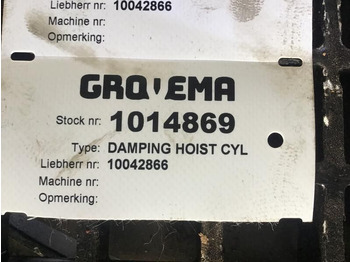 Liebherr nr: 10042866
Machine nr:
Opmerking:
GROVEMA
Stock nr: 1014869
Type: DAMPING HOIST CYL
Liebherr nr: 10042866
Machine nr:
Opmerking: